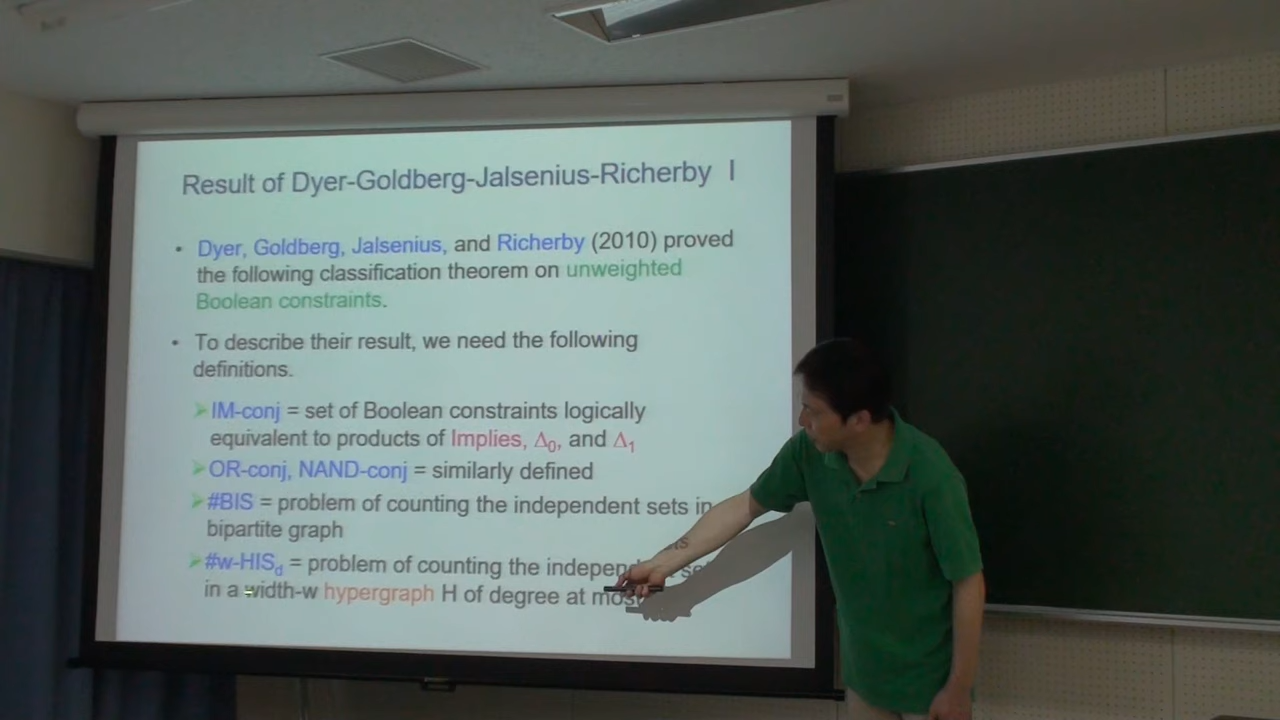 Result of Dyer-Goldberg-Jalsenius-Richerby I
• Dyer, Goldberg, Jalsenius, and Richerby (2010) proved
the following classification theorem on unweighted
Boolean constraints.
• To describe their result, we need the following
definitions.
➢ IM-conj = set of Boolean constraints logically
equivalent to products of Implies, Δ₀, and Δ₁
➢ OR-conj, NAND-conj = similarly defined
➢ #BIS = problem of counting the independent sets in
bipartite graph
➢ #w-HIS_d = problem of counting the
in a width-w hypergraph H of degree at most